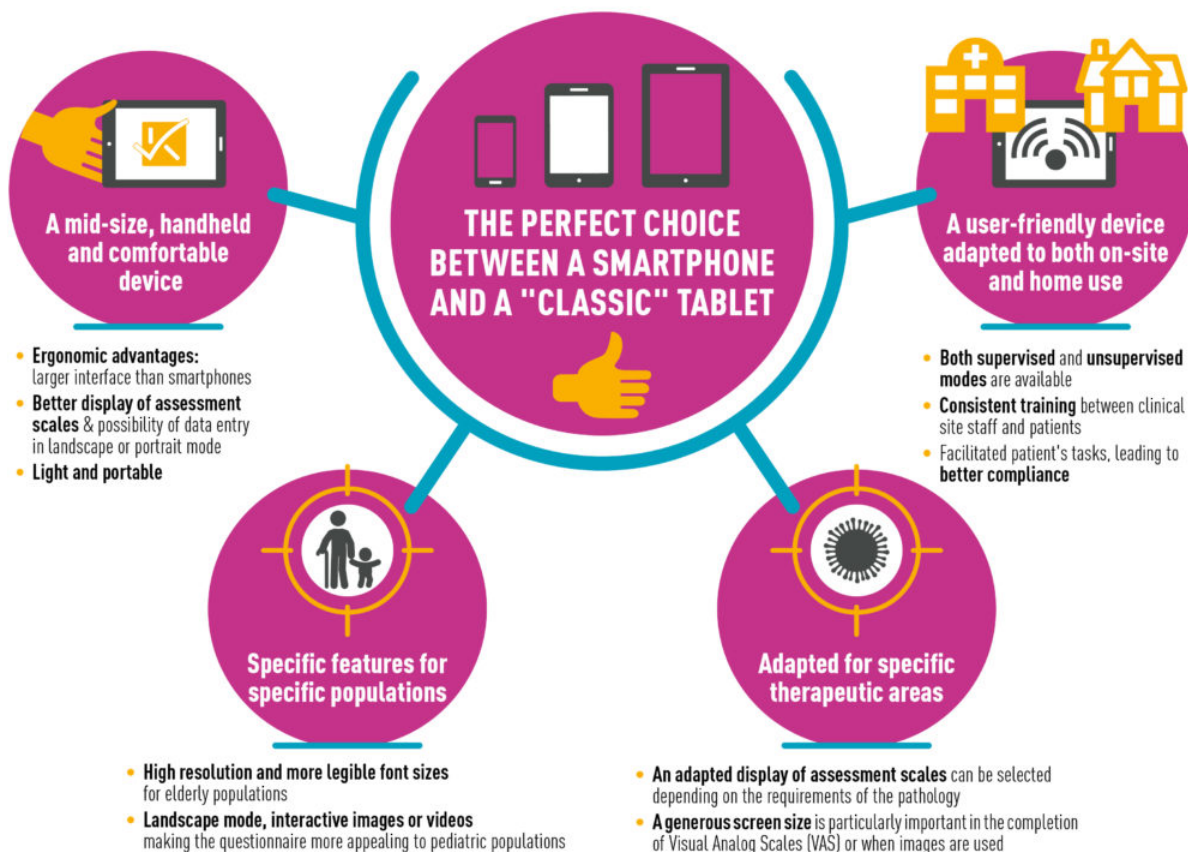 THE PERFECT CHOICE
BETWEEN A SMARTPHONE
AND A "CLASSIC" TABLET
A mid-size, handheld
and comfortable
device
• Ergonomic advantages:
larger interface than smartphones
• Better display of assessment
scales & possibility of data entry
in landscape or portrait mode
• Light and portable
A user-friendly device
adapted to both on-site
and home use
• Both supervised and unsupervised
modes are available
• Consistent training between clinical
site staff and patients
• Facilitated patient's tasks, leading to
better compliance
Specific features for
specific populations
• High resolution and more legible font sizes
for elderly populations
• Landscape mode, interactive images or videos
making the questionnaire more appealing to pediatric populations
Adapted for specific
therapeutic areas
• An adapted display of assessment scales can be selected
depending on the requirements of the pathology
• A generous screen size is particularly important in the completion
of Visual Analog Scales (VAS) or when images are used